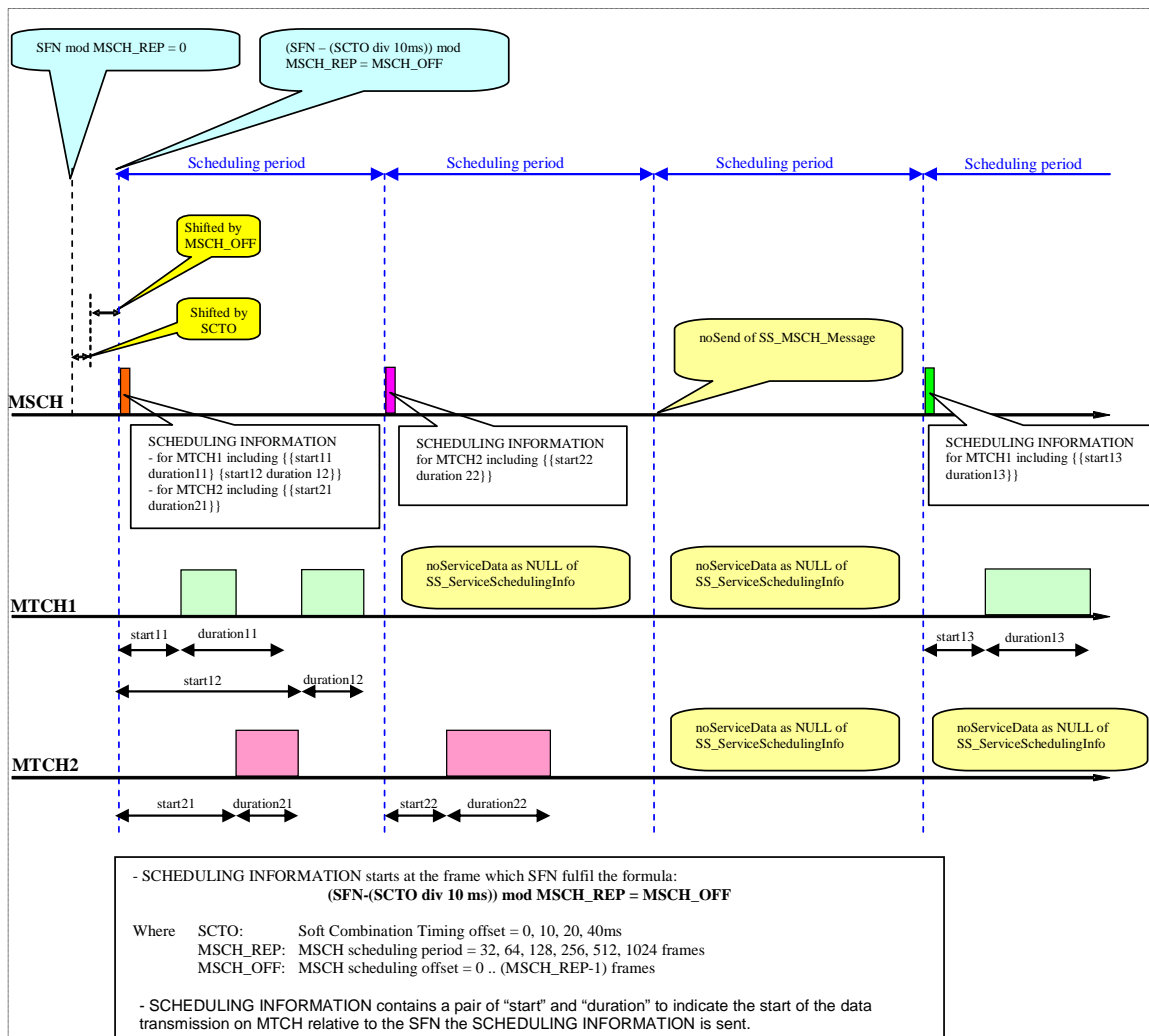 SFN mod MSCH_REP = 0
(SFN – (SCTO div 10ms)) mod
MSCH_REP = MSCH_OFF
Scheduling period
Scheduling period
Scheduling period
Scheduling period
Shifted by
MSCH_OFF
Shifted by
SCTO
noSend of SS_MSCH_Message
MSCH
SCHEDULING INFORMATION
- for MTCH1 including {{start11
duration11} {start12 duration 12}}
- for MTCH2 including {{start21
duration21}}
SCHEDULING INFORMATION
for MTCH2 including {{start22
duration 22}}
SCHEDULING INFORMATION
for MTCH1 including {{start13
duration13}}
noServiceData as NULL of
SS_ServiceSchedulingInfo
noServiceData as NULL of
SS_ServiceSchedulingInfo
MTCH1
start11
duration11
start13
duration13
start12
duration12
noServiceData as NULL of
SS_ServiceSchedulingInfo
noServiceData as NULL of
SS_ServiceSchedulingInfo
MTCH2
start21
duration21
start22
duration22
- SCHEDULING INFORMATION starts at the frame which SFN fulfil the formula:
(SFN-(SCTO div 10 ms)) mod MSCH_REP = MSCH_OFF
Where SCTO: Soft Combination Timing offset = 0, 10, 20, 40ms
MSCH_REP: MSCH scheduling period = 32, 64, 128, 256, 512, 1024 frames
MSCH_OFF: MSCH scheduling offset = 0 .. (MSCH_REP-1) frames
- SCHEDULING INFORMATION contains a pair of “start” and “duration” to indicate the start of the data
transmission on MTCH relative to the SFN the SCHEDULING INFORMATION is sent.